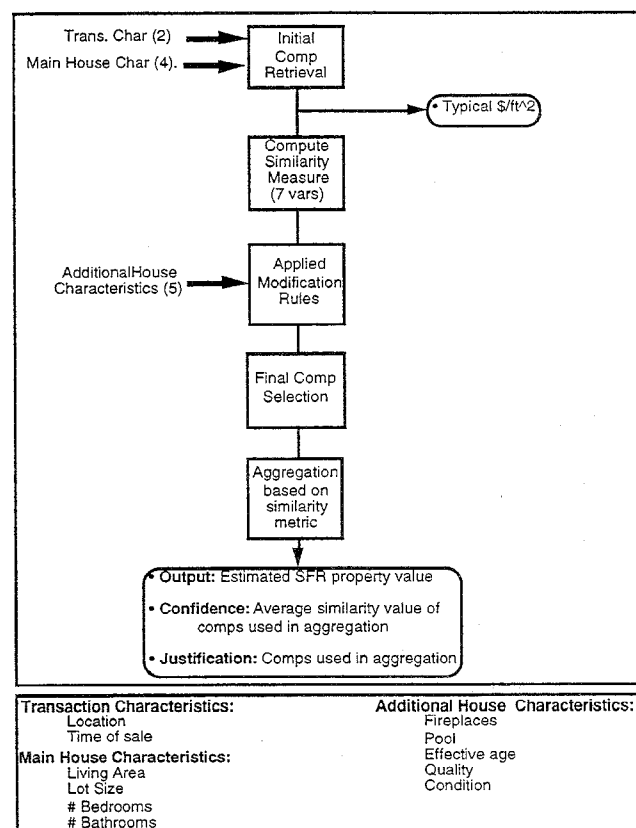 Trans. Char (2)
Main House Char (4).
Initial
Comp
Retrieval
• Typical $/ft^2
Compute
Similarity
Measure
(7 vars)
AdditionalHouse
Characteristics (5)
Applied
Modification
Rules
Final Comp
Selection
Aggregation
based on
similarity
metric
• Output: Estimated SFR property value
• Confidence: Average similarity value of
comps used in aggregation
• Justification: Comps used in aggregation
Transaction Characteristics:
Location
Time of sale
Main House Characteristics:
Living Area
Lot Size
# Bedrooms
# Bathrooms
Additional House Characteristics:
Fireplaces
Pool
Effective age
Quality
Condition